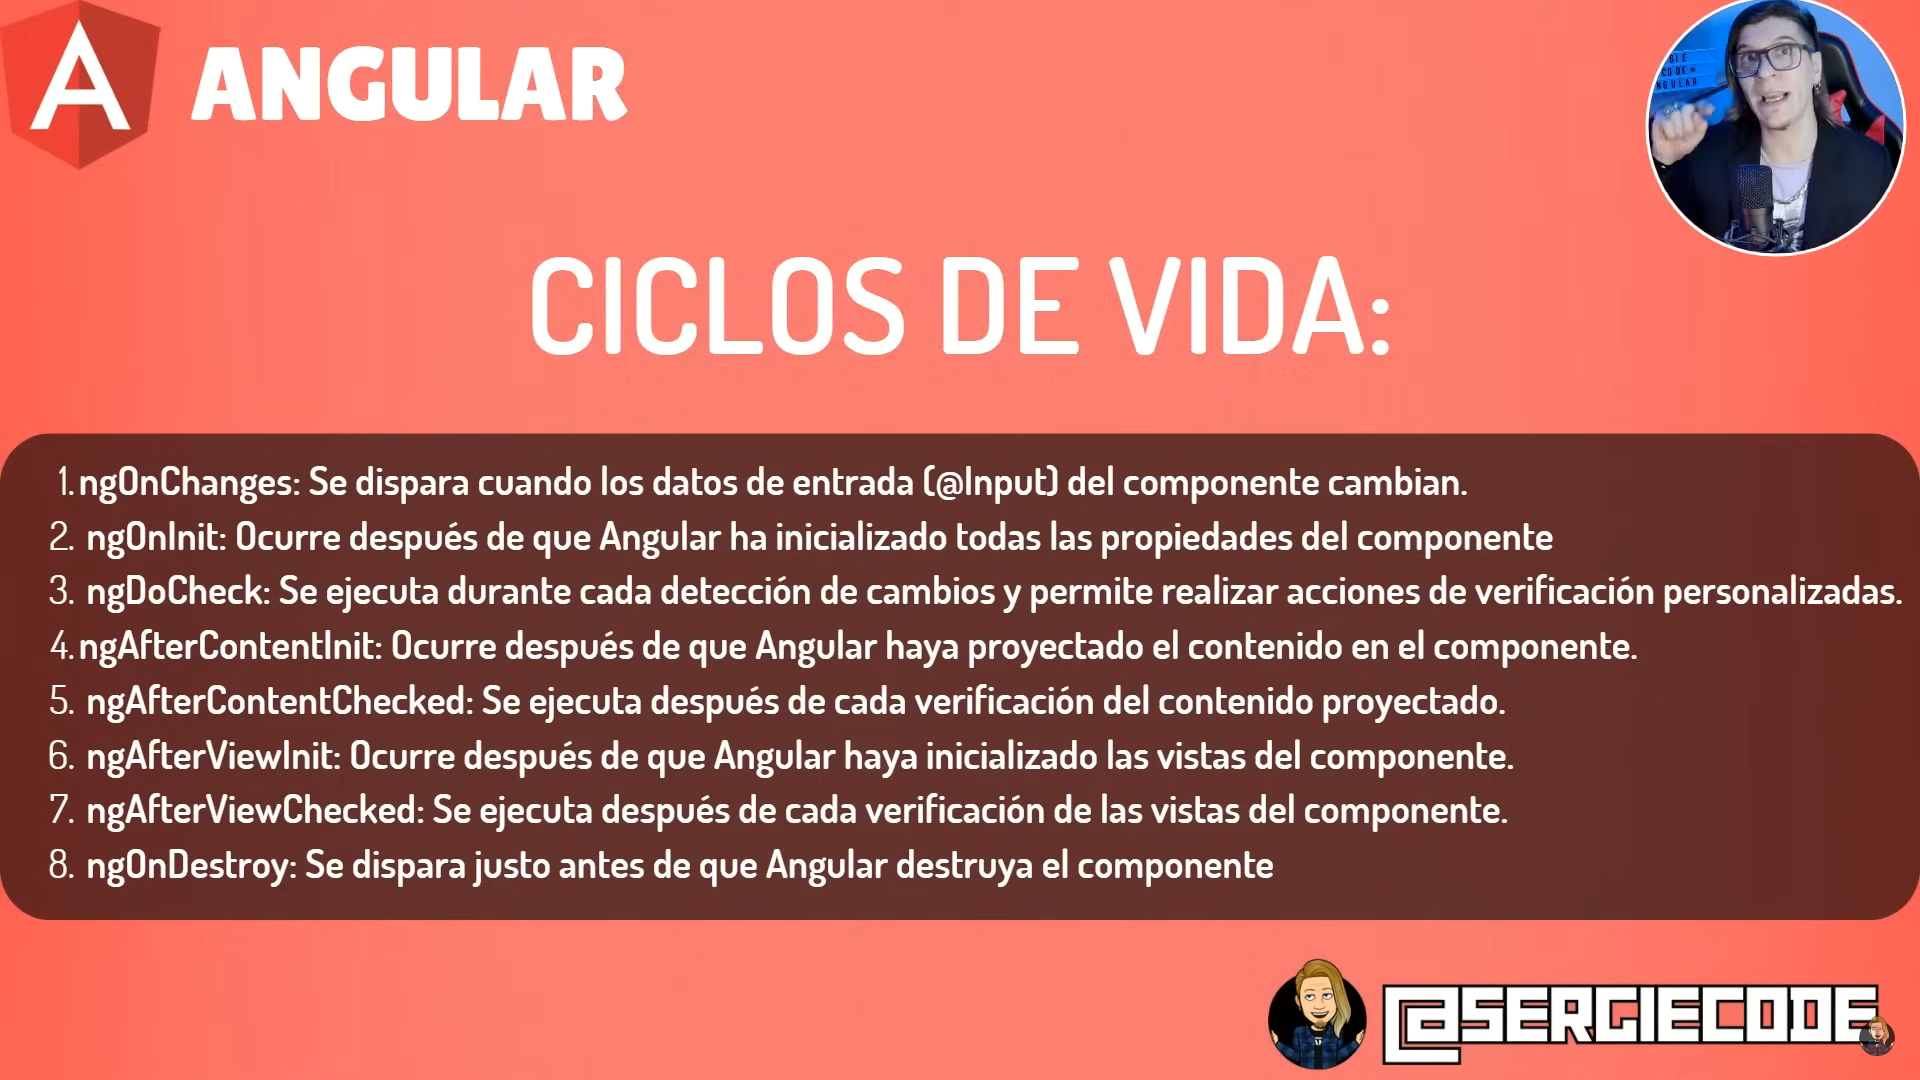 ANGULAR
CICLOS DE VIDA:
1. ngOnChanges: Se dispara cuando los datos de entrada (@Input) del componente cambian.
2. ngOnInit: Ocurre después de que Angular ha inicializado todas las propiedades del componente
3. ngDoCheck: Se ejecuta durante cada detección de cambios y permite realizar acciones de verificación personalizadas.
4. ngAfterContentInit: Ocurre después de que Angular haya proyectado el contenido en el componente.
5. ngAfterContentChecked: Se ejecuta después de cada verificación del contenido proyectado.
6. ngAfterViewInit: Ocurre después de que Angular haya inicializado las vistas del componente.
7. ngAfterViewChecked: Se ejecuta después de cada verificación de las vistas del componente.
8. ngOnDestroy: Se dispara justo antes de que Angular destruya el componente
@SERGIECODE